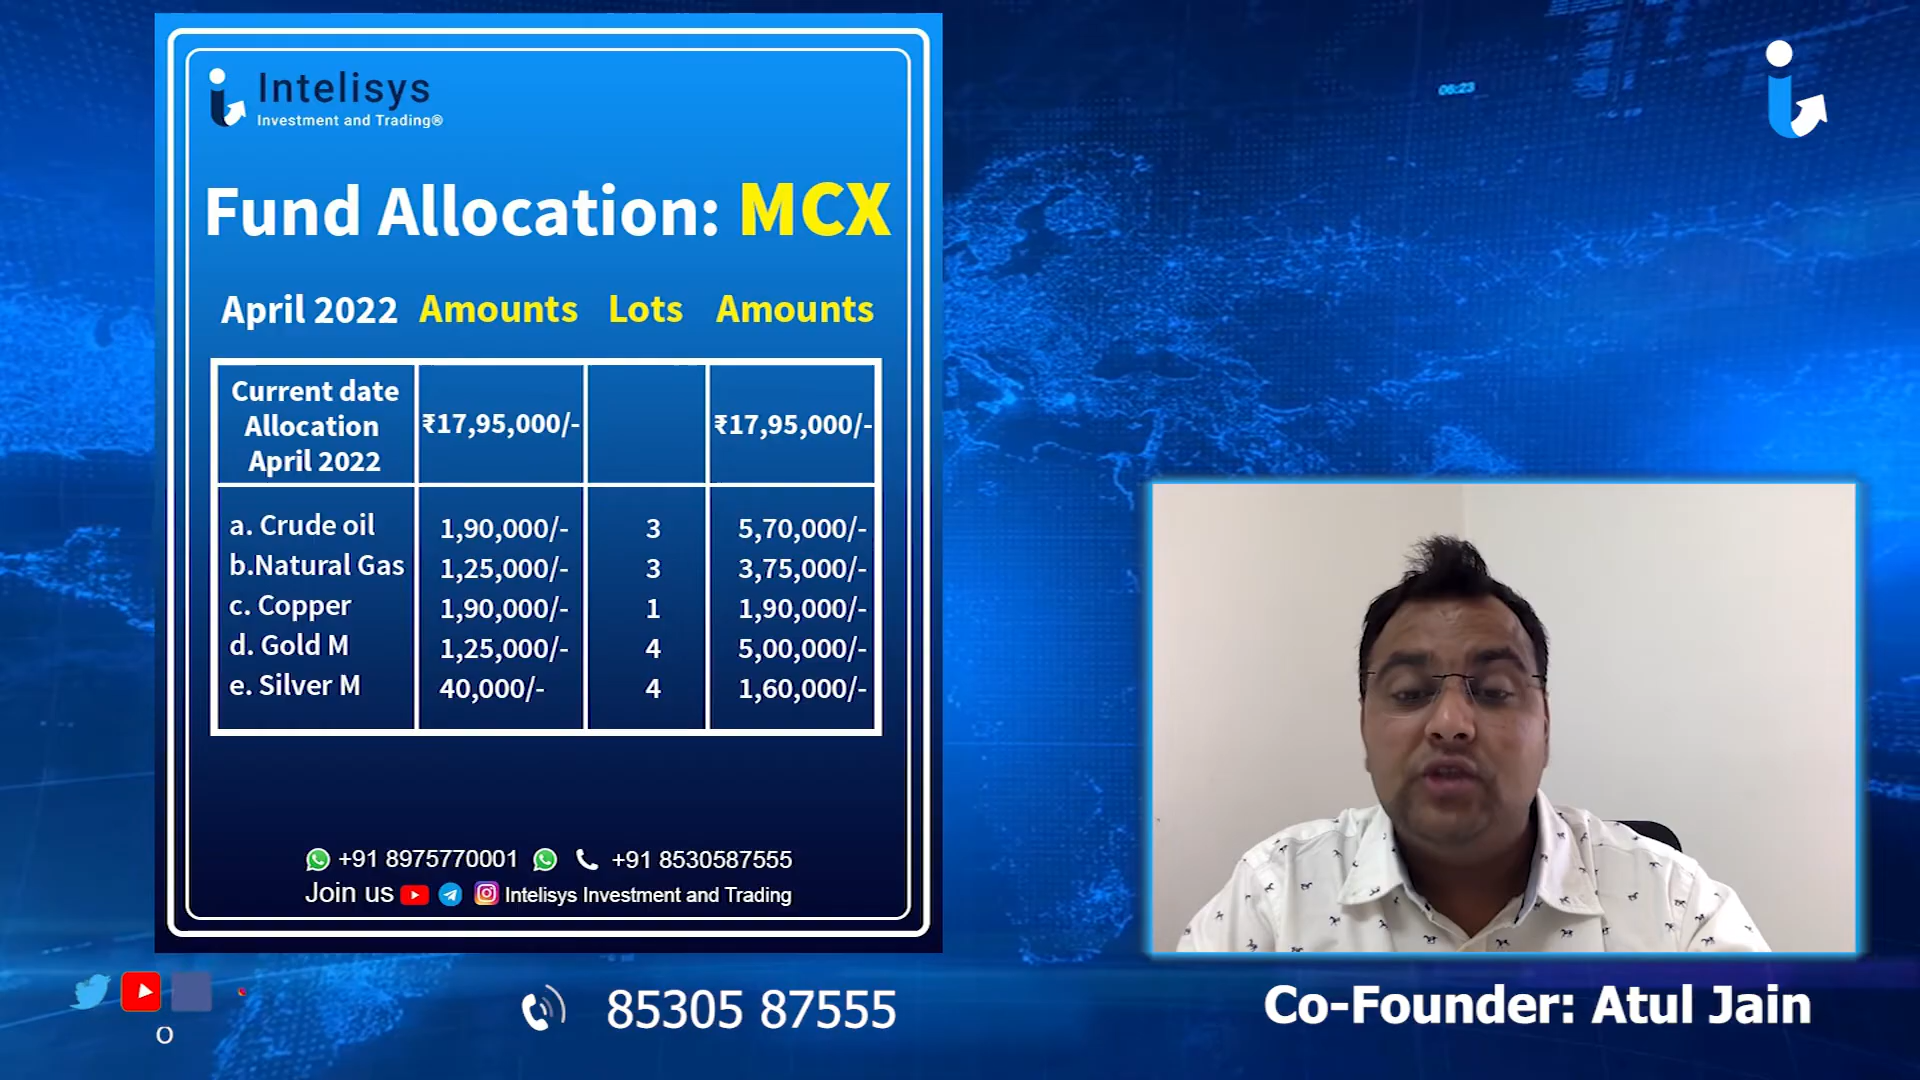 Intelisys
Investment and Trading®
06:23
Fund Allocation: MCX
April 2022 Amounts Lots Amounts
Current date
Allocation
April 2022
₹17,95,000/- ₹17,95,000/-
a. Crude oil 1,90,000/- 3 5,70,000/-
b.Natural Gas 1,25,000/- 3 3,75,000/-
c. Copper 1,90,000/- 1 1,90,000/-
d. Gold M 1,25,000/- 4 5,00,000/-
e. Silver M 40,000/- 4 1,60,000/-
+91 8975770001 +91 8530587555
Join us Intelisys Investment and Trading
85305 87555
Co-Founder: Atul Jain
O